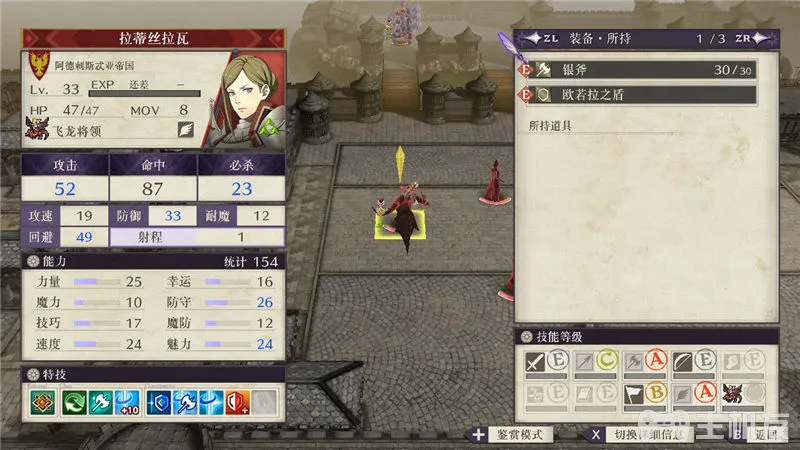 拉蒂丝拉瓦
阿德剌斯忒亚帝国
Lv. 33 EXP 还差 –
HP 47/47 MOV 8
飞龙将领
攻击 命中 必杀
52 87 23
攻速 19 防御 33 耐魔 12
回避 49 射程 1
能力 统计 154
力量 25 幸运 16
魔力 10 防守 26
技巧 17 魔防 12
速度 24 魅力 24
特技
+10
ZL 装备·所持 1 / 3 ZR
E 银斧 30/30
E 欧若拉之盾
所持道具
技能等级
E C A E E
E E B A
+ 鉴赏模式 X 切换详细信息 B 返回
主机友